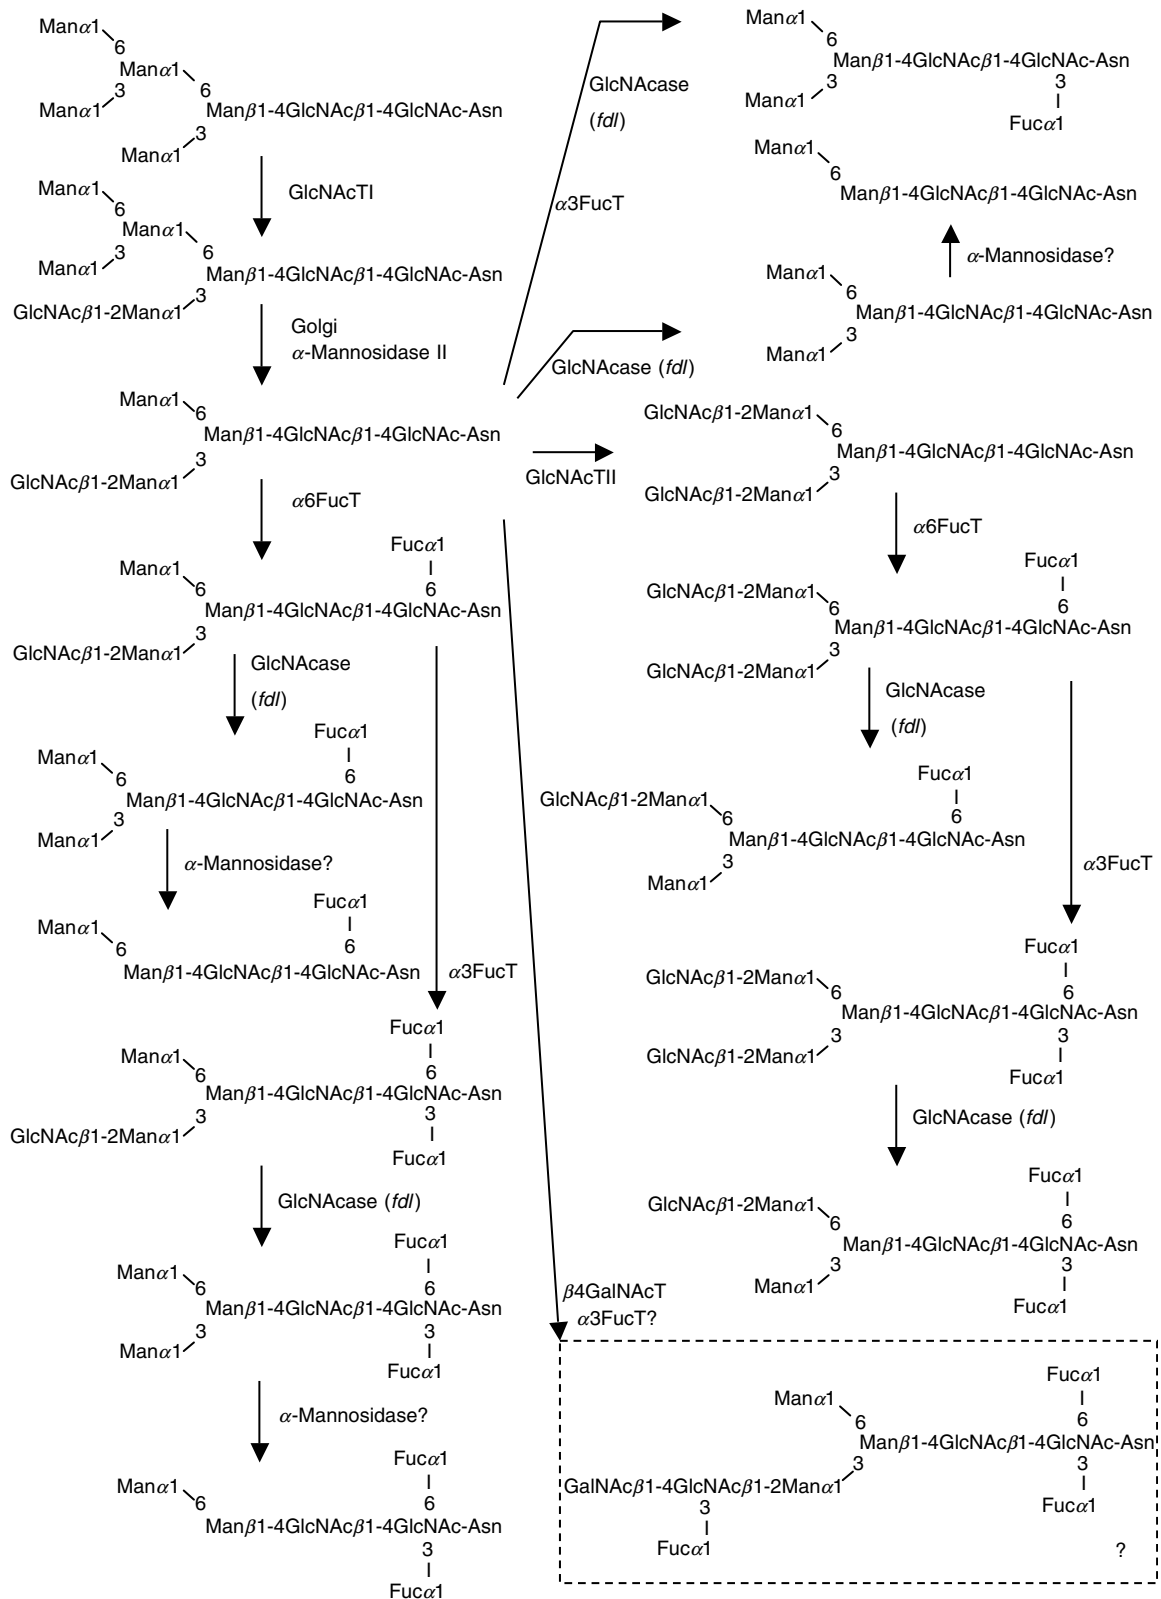 Manα1
6
Manα1
3
6
Manα1
Manβ1-4GlcNAcβ1-4GlcNAc-Asn
3
Manα1
GlcNAcTI
Manα1
6
Manα1
3
6
Manα1
Manβ1-4GlcNAcβ1-4GlcNAc-Asn
3
GlcNAcβ1-2Manα1
Golgi
α-Mannosidase II
Manα1
6
Manβ1-4GlcNAcβ1-4GlcNAc-Asn
3
GlcNAcβ1-2Manα1
α6FucT
Fucα1
Manα1
6
6
Manβ1-4GlcNAcβ1-4GlcNAc-Asn
3
GlcNAcβ1-2Manα1
GlcNAcase
(fdl)
Fucα1
Manα1
6
6
Manβ1-4GlcNAcβ1-4GlcNAc-Asn
3
Manα1
α-Mannosidase?
Fucα1
Manα1
6
6
Manβ1-4GlcNAcβ1-4GlcNAc-Asn
α3FucT
Fucα1
Manα1
6
6
Manβ1-4GlcNAcβ1-4GlcNAc-Asn
3
3
GlcNAcβ1-2Manα1
Fucα1
GlcNAcase (fdl)
Fucα1
Manα1
6
6
Manβ1-4GlcNAcβ1-4GlcNAc-Asn
3
3
Manα1
Fucα1
α-Mannosidase?
Fucα1
Manα1
6
6
Manβ1-4GlcNAcβ1-4GlcNAc-Asn
3
Fucα1
GlcNAcase
(fdl)
α3FucT
Manα1
6
Manβ1-4GlcNAcβ1-4GlcNAc-Asn
3
3
Manα1
Fucα1
Manα1
6
Manβ1-4GlcNAcβ1-4GlcNAc-Asn
α-Mannosidase?
Manα1
6
Manβ1-4GlcNAcβ1-4GlcNAc-Asn
3
Manα1
GlcNAcase (fdl)
GlcNAcTII
GlcNAcβ1-2Manα1
6
Manβ1-4GlcNAcβ1-4GlcNAc-Asn
3
GlcNAcβ1-2Manα1
α6FucT
Fucα1
GlcNAcβ1-2Manα1
6
6
Manβ1-4GlcNAcβ1-4GlcNAc-Asn
3
GlcNAcβ1-2Manα1
GlcNAcase
(fdl)
Fucα1
GlcNAcβ1-2Manα1
6
6
Manβ1-4GlcNAcβ1-4GlcNAc-Asn
3
Manα1
α3FucT
Fucα1
GlcNAcβ1-2Manα1
6
6
Manβ1-4GlcNAcβ1-4GlcNAc-Asn
3
3
GlcNAcβ1-2Manα1
Fucα1
GlcNAcase (fdl)
Fucα1
GlcNAcβ1-2Manα1
6
6
Manβ1-4GlcNAcβ1-4GlcNAc-Asn
3
3
Manα1
Fucα1
β4GalNAcT
α3FucT?
Fucα1
Manα1
6
6
Manβ1-4GlcNAcβ1-4GlcNAc-Asn
3
3
GalNAcβ1-4GlcNAcβ1-2Manα1
Fucα1
3
Fucα1
?